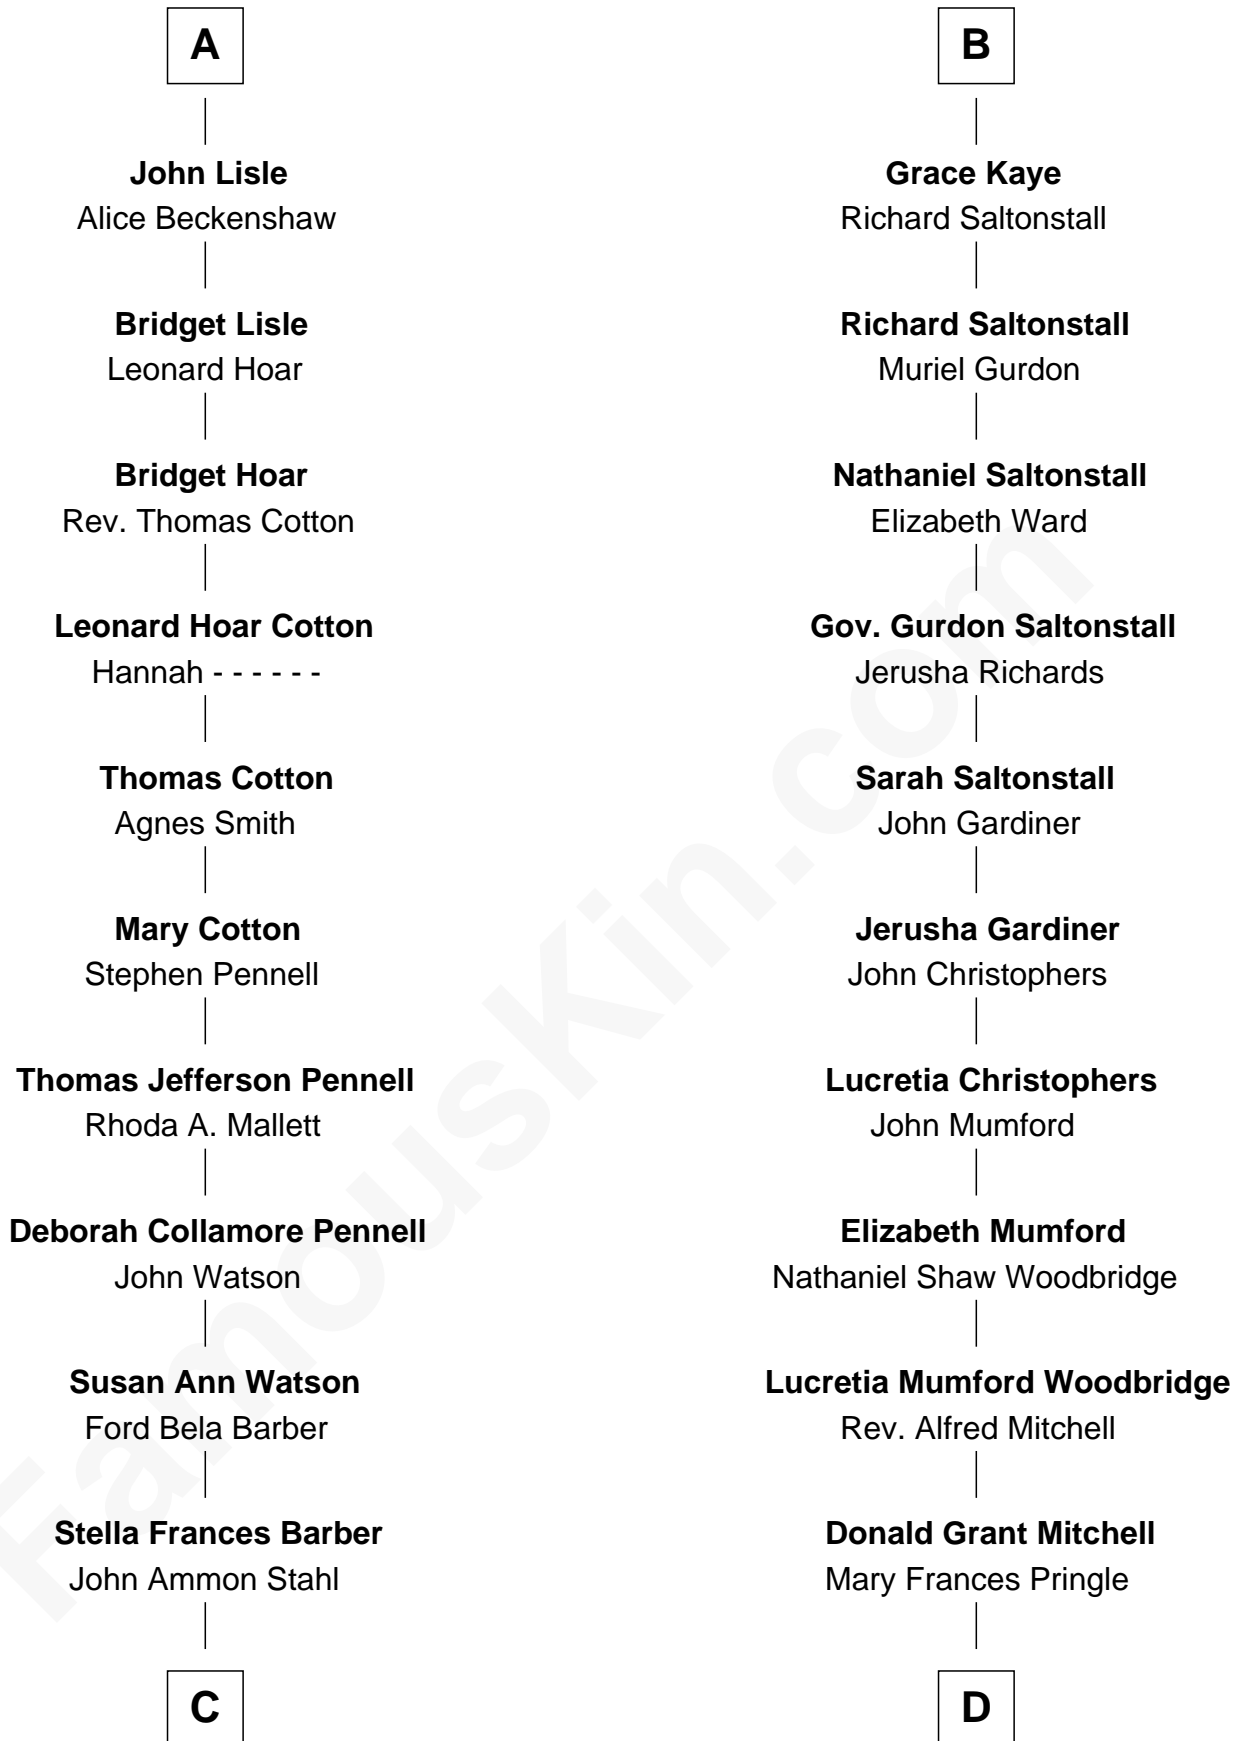 A
John Lisle
Alice Beckenshaw
Bridget Lisle
Leonard Hoar
Bridget Hoar
Rev. Thomas Cotton
Leonard Hoar Cotton
Hannah - - - - - -
Thomas Cotton
Agnes Smith
Mary Cotton
Stephen Pennell
Thomas Jefferson Pennell
Rhoda A. Mallett
Deborah Collamore Pennell
John Watson
Susan Ann Watson
Ford Bela Barber
Stella Frances Barber
John Ammon Stahl
C
B
Grace Kaye
Richard Saltonstall
Richard Saltonstall
Muriel Gurdon
Nathaniel Saltonstall
Elizabeth Ward
Gov. Gurdon Saltonstall
Jerusha Richards
Sarah Saltonstall
John Gardiner
Jerusha Gardiner
John Christophers
Lucretia Christophers
John Mumford
Elizabeth Mumford
Nathaniel Shaw Woodbridge
Lucretia Mumford Woodbridge
Rev. Alfred Mitchell
Donald Grant Mitchell
Mary Frances Pringle
D
FamousKin.com